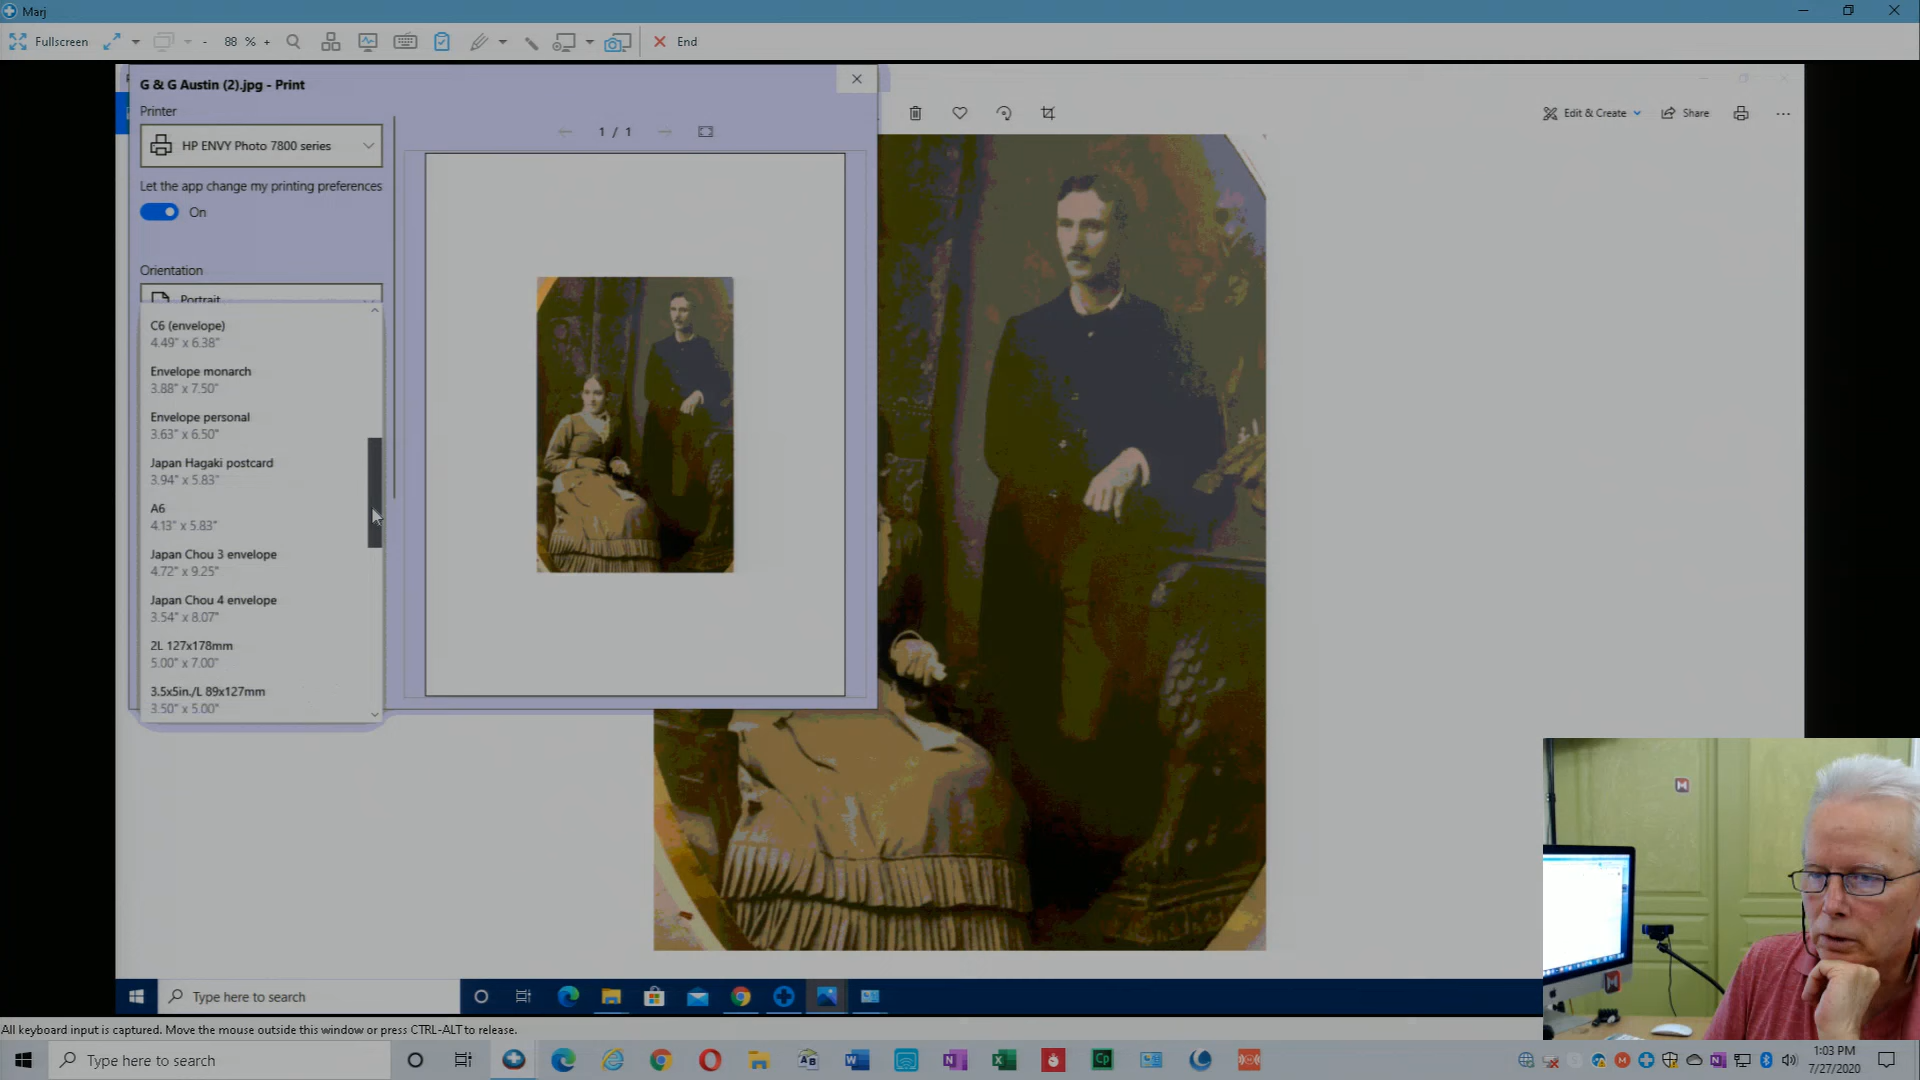 Marj
Fullscreen
- 88 % +
End
G & G Austin (2).jpg - Print
Printer
HP ENVY Photo 7800 series
Let the app change my printing preferences
On
Orientation
Portrait
C6 (envelope)
4.49" x 6.38"
Envelope monarch
3.88" x 7.50"
Envelope personal
3.63" x 6.50"
Japan Hagaki postcard
3.94" x 5.83"
A6
4.13" x 5.83"
Japan Chou 3 envelope
4.72" x 9.25"
Japan Chou 4 envelope
3.54" x 8.07"
2L 127x178mm
5.00" x 7.00"
3.5x5in./L 89x127mm
3.50" x 5.00"
1 / 1
Edit & Create
Share
Type here to search
All keyboard input is captured. Move the mouse outside this window or press CTRL-ALT to release.
Type here to search
1:03 PM
7/27/2020